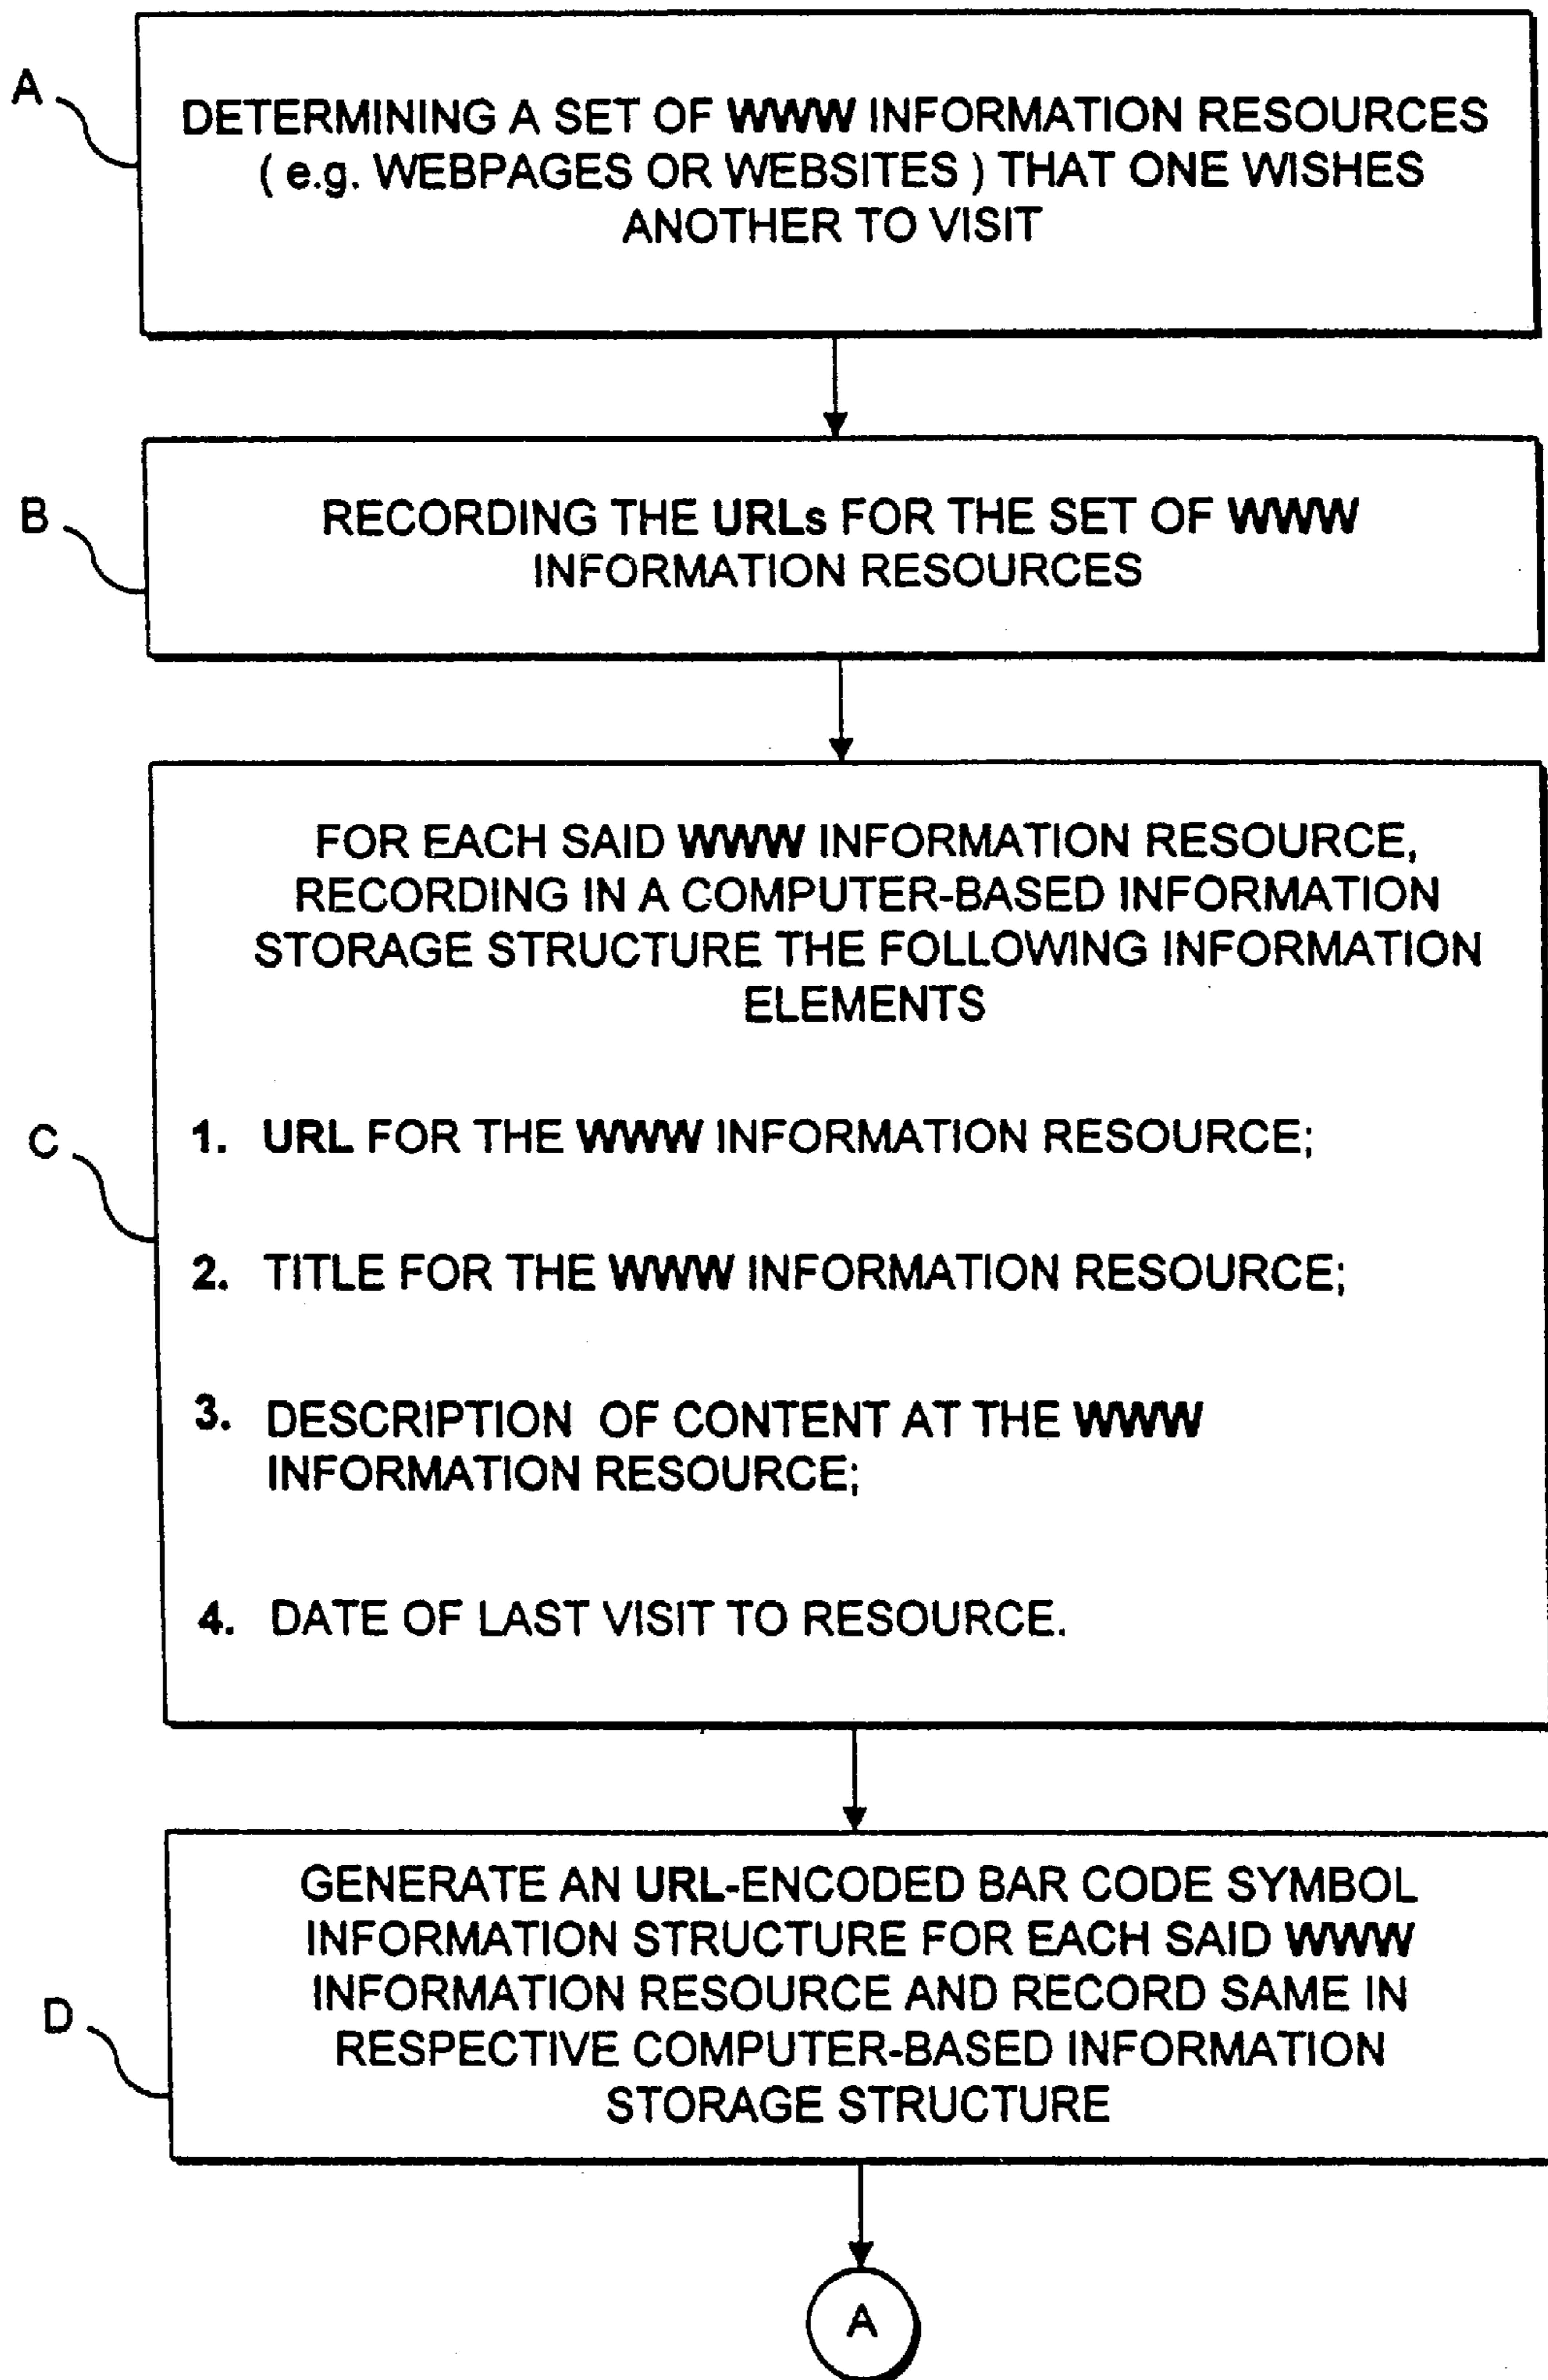 A
DETERMINING A SET OF WWW INFORMATION RESOURCES
( e.g. WEBPAGES OR WEBSITES ) THAT ONE WISHES
ANOTHER TO VISIT
B
RECORDING THE URLs FOR THE SET OF WWW
INFORMATION RESOURCES
C
FOR EACH SAID WWW INFORMATION RESOURCE,
RECORDING IN A COMPUTER-BASED INFORMATION
STORAGE STRUCTURE THE FOLLOWING INFORMATION
ELEMENTS
1. URL FOR THE WWW INFORMATION RESOURCE;
2. TITLE FOR THE WWW INFORMATION RESOURCE;
3. DESCRIPTION OF CONTENT AT THE WWW
INFORMATION RESOURCE;
4. DATE OF LAST VISIT TO RESOURCE.
D
GENERATE AN URL-ENCODED BAR CODE SYMBOL
INFORMATION STRUCTURE FOR EACH SAID WWW
INFORMATION RESOURCE AND RECORD SAME IN
RESPECTIVE COMPUTER-BASED INFORMATION
STORAGE STRUCTURE
A